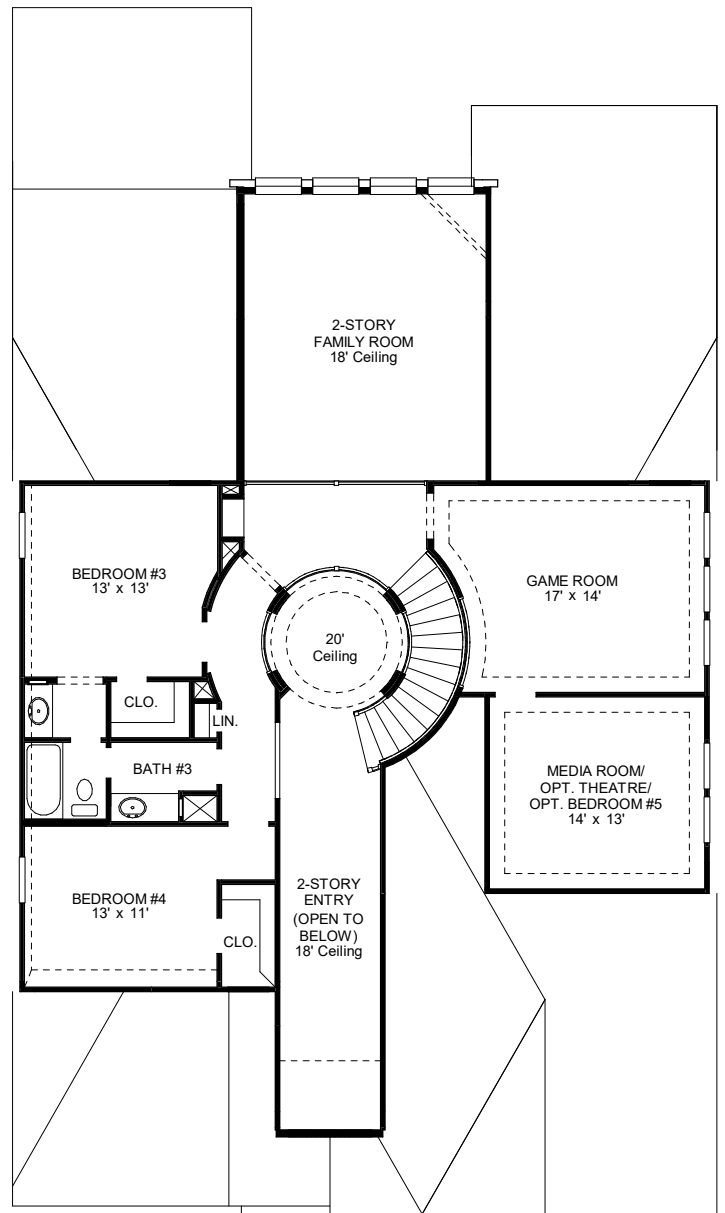 2-STORY
FAMILY ROOM
18' Ceiling
BEDROOM #3
13' x 13'
GAME ROOM
17' x 14'
20'
Ceiling
CLO.
LIN.
BATH #3
MEDIA ROOM/
OPT. THEATRE/
OPT. BEDROOM #5
14' x 13'
BEDROOM #4
13' x 11'
CLO.
2-STORY
ENTRY
(OPEN TO
BELOW)
18' Ceiling